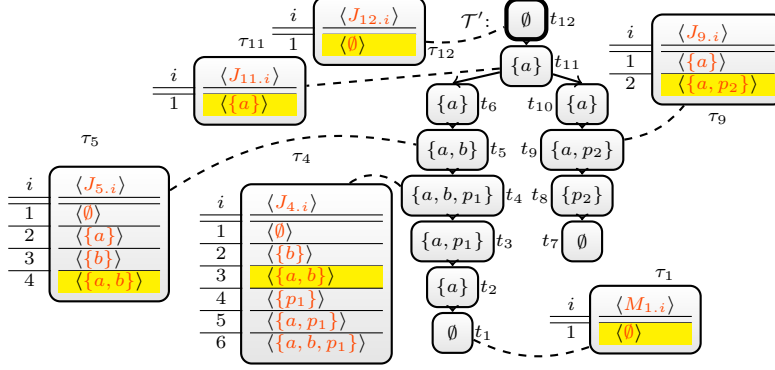 i ⟨J12.i⟩
1 ⟨∅⟩
τ12
T′: ∅ t12
i ⟨J11.i⟩
1 ⟨{a}⟩
τ11
{a} t11
i ⟨J9.i⟩
1 ⟨{a}⟩
2 ⟨{a, p2}⟩
τ9
{a} t6
t10 {a}
{a, b} t5
t9 {a, p2}
{a, b, p1} t4
t8 {p2}
{a, p1} t3
t7 ∅
{a} t2
∅ t1
τ5
i ⟨J5.i⟩
1 ⟨∅⟩
2 ⟨{a}⟩
3 ⟨{b}⟩
4 ⟨{a, b}⟩
τ4
i ⟨J4.i⟩
1 ⟨∅⟩
2 ⟨{b}⟩
3 ⟨{a, b}⟩
4 ⟨{p1}⟩
5 ⟨{a, p1}⟩
6 ⟨{a, b, p1}⟩
τ1
i ⟨M1.i⟩
1 ⟨∅⟩